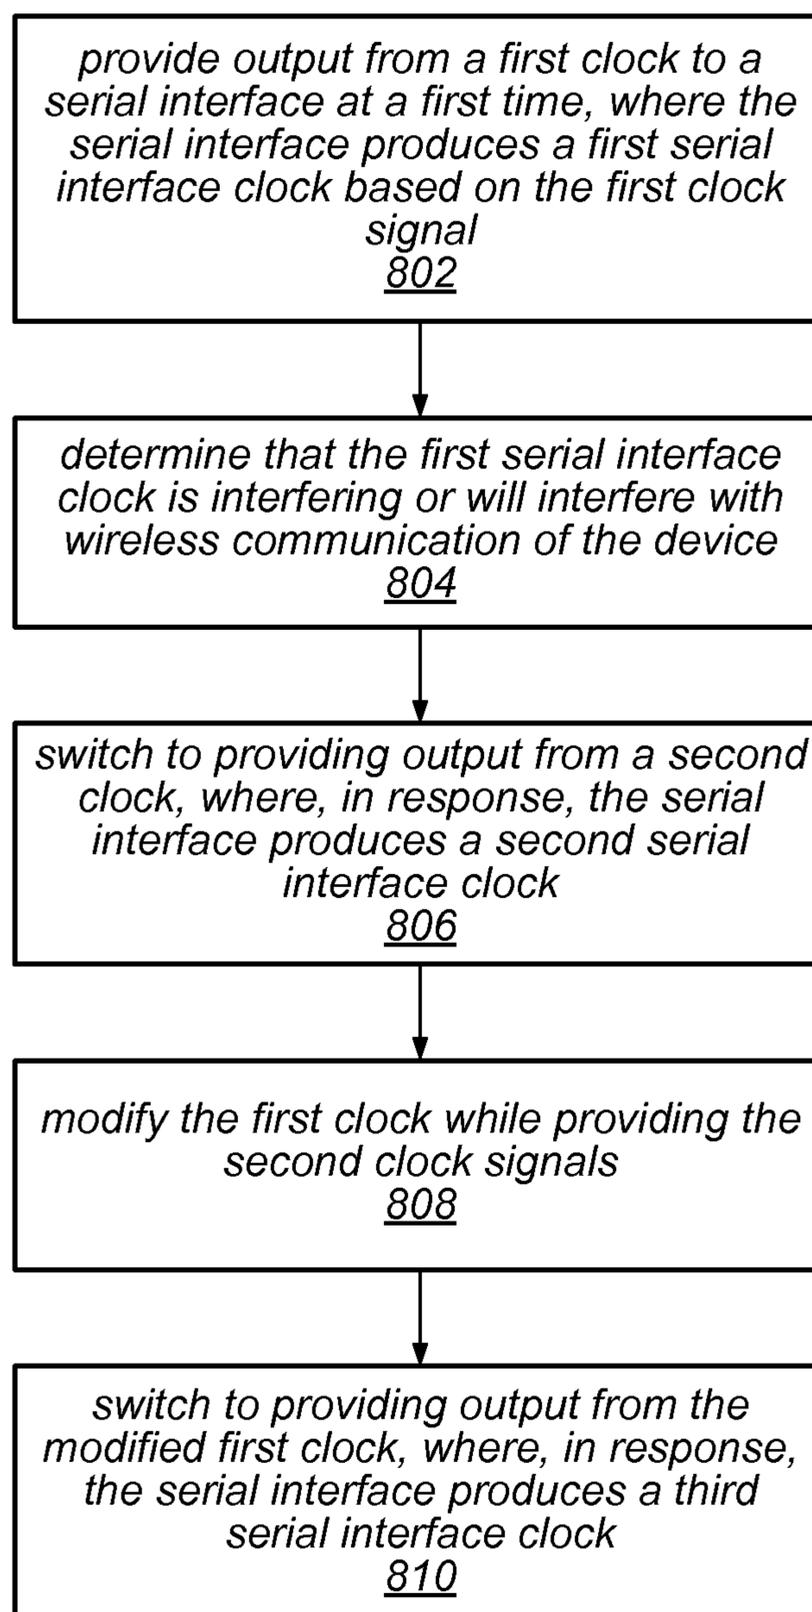 provide output from a first clock to a
serial interface at a first time, where the
serial interface produces a first serial
interface clock based on the first clock
signal
802
determine that the first serial interface
clock is interfering or will interfere with
wireless communication of the device
804
switch to providing output from a second
clock, where, in response, the serial
interface produces a second serial
interface clock
806
modify the first clock while providing the
second clock signals
808
switch to providing output from the
modified first clock, where, in response,
the serial interface produces a third
serial interface clock
810